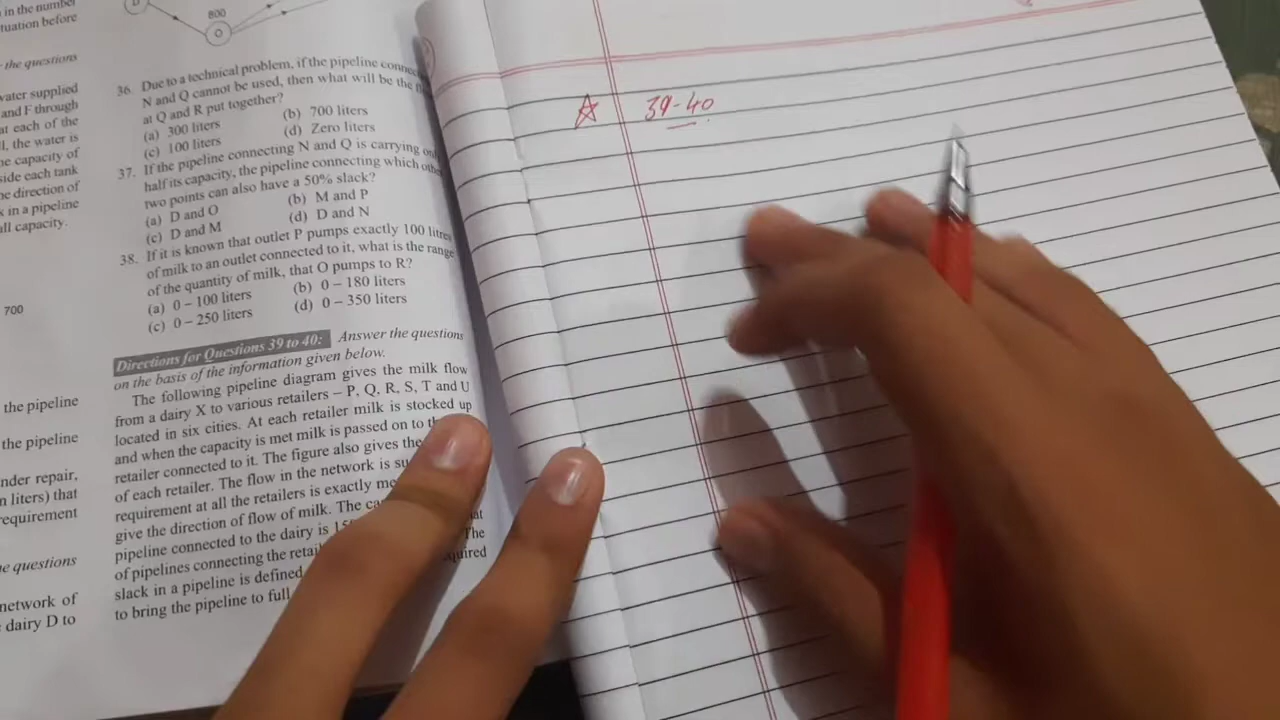 in the number
tuation before
the questions
water supplied
and F through
at each of the
l, the water is
ne capacity of
side each tank
he direction of
k in a pipeline
ull capacity.
700
the pipeline
the pipeline
nder repair,
n liters) that
requirement
e questions
network of
dairy D to
800
O
36. Due to a technical problem, if the pipeline
N and Q cannot be used, then what will be the
at Q and R put together?
(a) 300 liters (b) 700 liters
(c) 100 liters (d) Zero liters
37. If the pipeline connecting N and Q is carrying
half its capacity, the pipeline connecting which
two points can also have a 50% slack?
(a) D and O (b) M and P
(c) D and M (d) D and N
38. If it is known that outlet P pumps exactly 100
of milk to an outlet connected to it, what is the range
of the quantity of milk, that O pumps to R?
(a) 0 – 100 liters (b) 0 – 180 liters
(c) 0 – 250 liters (d) 0 – 350 liters
Directions for Questions 39 to 40: Answer the questions
on the basis of the information given below.
The following pipeline diagram gives the milk flow
from a dairy X to various retailers – P, Q, R, S, T and U
located in six cities. At each retailer milk is stocked up
and when the capacity is met milk is passed on to
retailer connected to it. The figure also gives the
of each retailer. The flow in the network is
requirement at all the retailers is exactly
give the direction of flow of milk. The
pipeline connected to the dairy is
of pipelines connecting the
slack in a pipeline is defined
to bring the pipeline to full
39-40